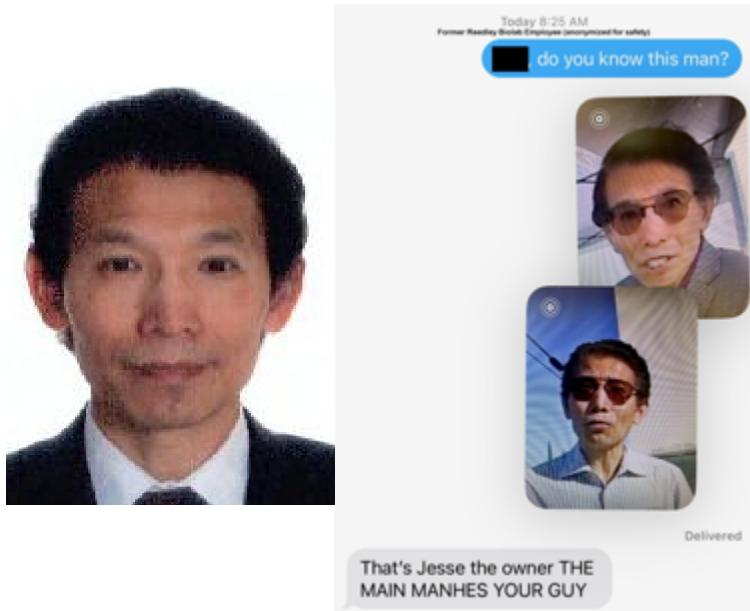 Today 8:25 AM
Former Reedley Biolab Employee (anonymized for safety)
, do you know this man?
Delivered
That's Jesse the owner THE
MAIN MANHES YOUR GUY